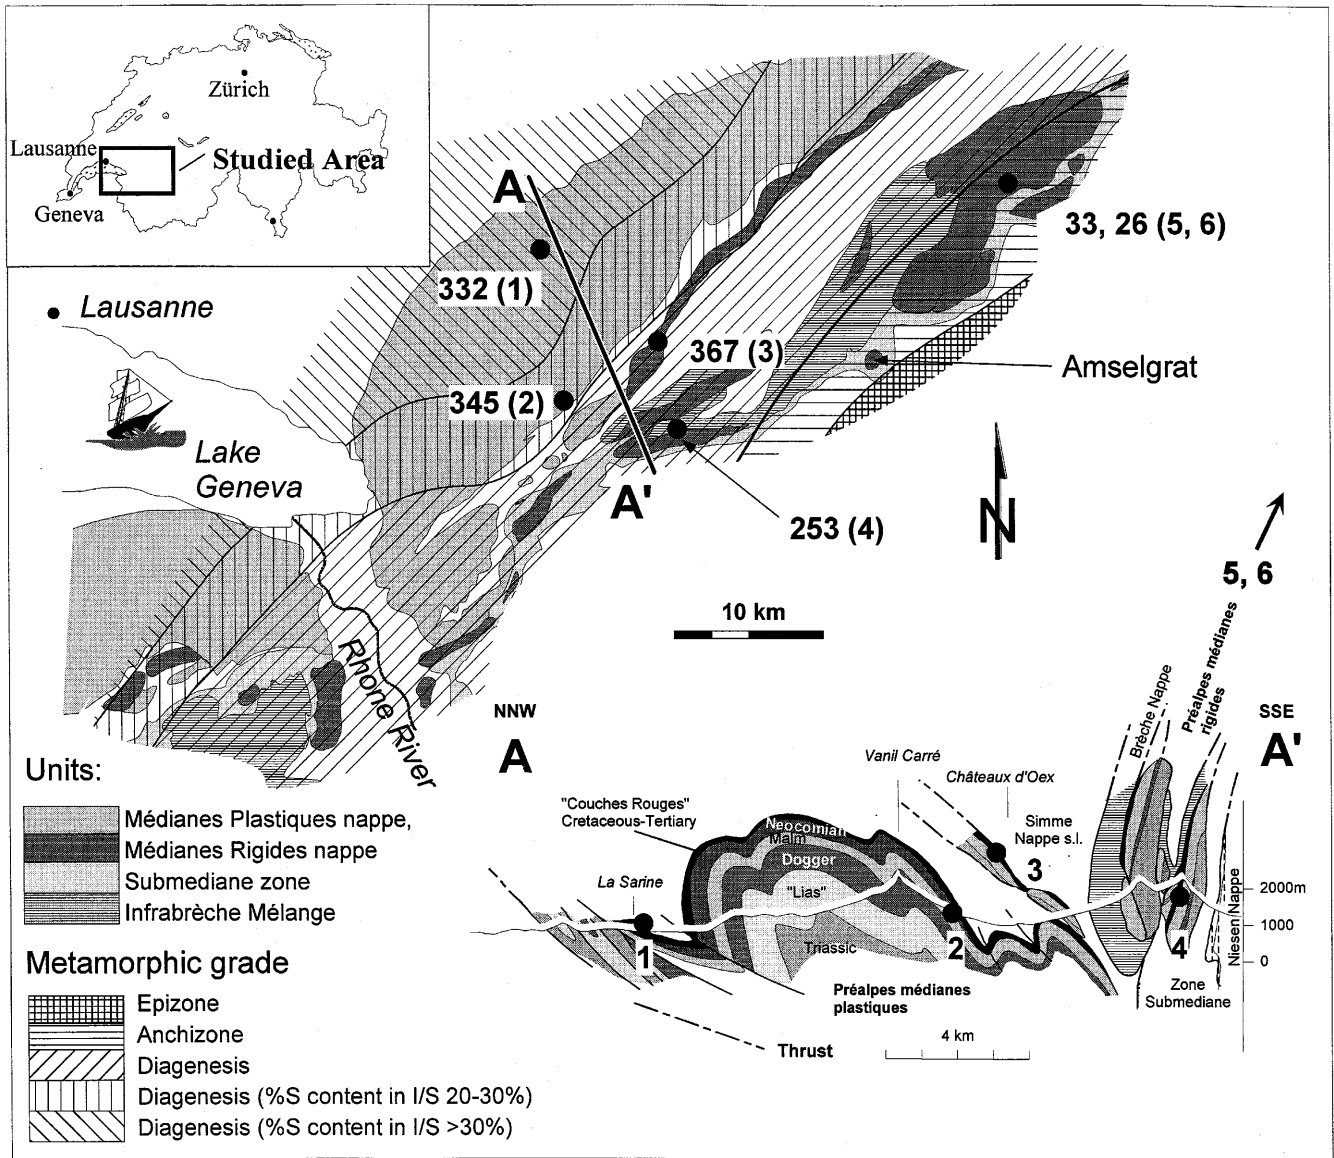 Zürich
Lausanne
Studied Area
Geneva
A
33, 26 (5, 6)
332 (1)
Lausanne
367 (3)
Amselgrat
345 (2)
Lake
Geneva
A'
N
253 (4)
5, 6
10 km
Rhone River
NNW
A
SSE
A'
Brèche Nappe
Préalpes médianes
rigides
Vanil Carré
Châteaux d'Oex
"Couches Rouges"
Cretaceous-Tertiary
Neocomian
Malm
Dogger
"Lias"
Triassic
Simme
Nappe s.l.
La Sarine
1
2
3
4
2000m
1000
0
Niesen Nappe
Zone
Submediane
Préalpes médianes
plastiques
Thrust
4 km
Units:
Médianes Plastiques nappe,
Médianes Rigides nappe
Submediane zone
Infrabrèche Mélange
Metamorphic grade
Epizone
Anchizone
Diagenesis
Diagenesis (%S content in I/S 20-30%)
Diagenesis (%S content in I/S >30%)